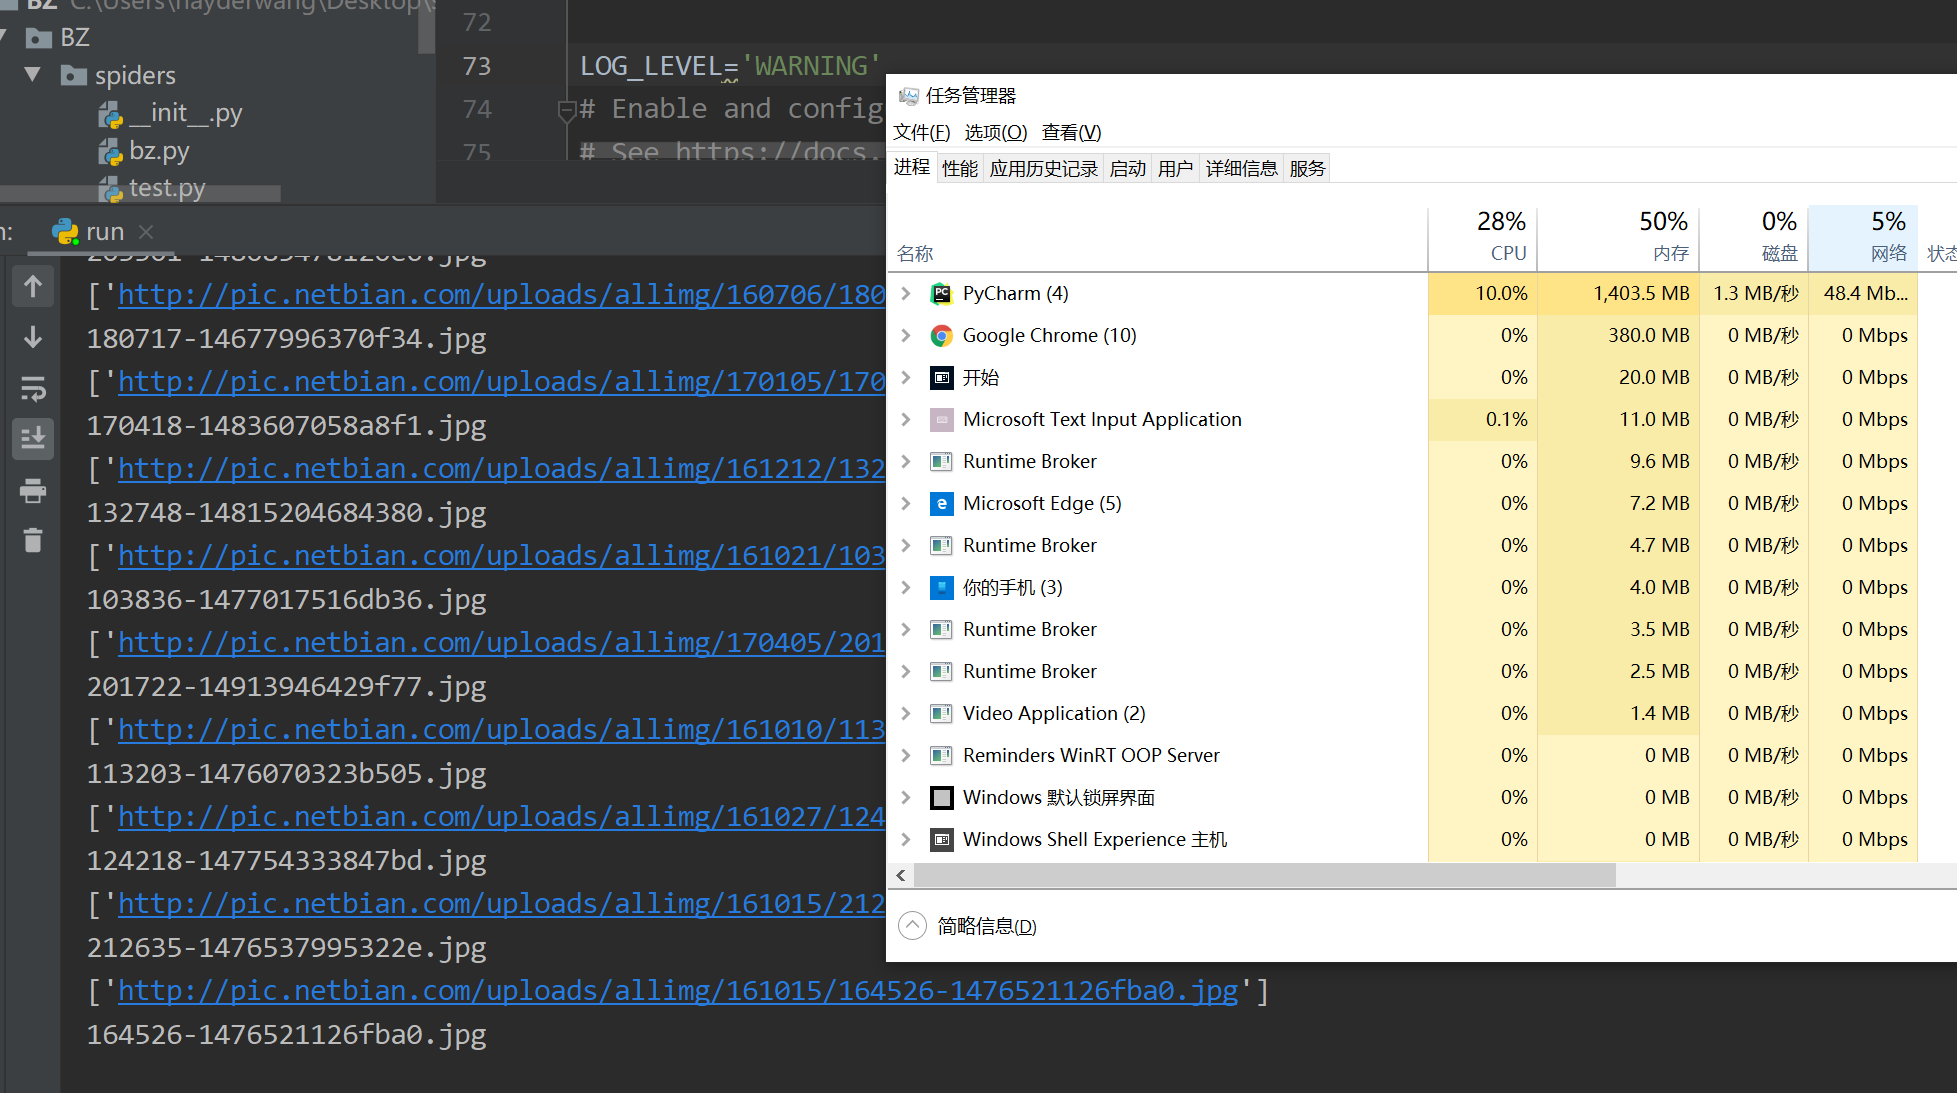 BZ C:\Users\hayderwang\Desktop\
BZ
spiders
__init__.py
bz.py
test.py
72
73 LOG_LEVEL='WARNING'
74 # Enable and config
75 # See https://docs.
run
['http://pic.netbian.com/uploads/allimg/160706/180
180717-14677996370f34.jpg
['http://pic.netbian.com/uploads/allimg/170105/170
170418-1483607058a8f1.jpg
['http://pic.netbian.com/uploads/allimg/161212/132
132748-14815204684380.jpg
['http://pic.netbian.com/uploads/allimg/161021/103
103836-1477017516db36.jpg
['http://pic.netbian.com/uploads/allimg/170405/201
201722-14913946429f77.jpg
['http://pic.netbian.com/uploads/allimg/161010/113
113203-1476070323b505.jpg
['http://pic.netbian.com/uploads/allimg/161027/124
124218-147754333847bd.jpg
['http://pic.netbian.com/uploads/allimg/161015/212
212635-1476537995322e.jpg
['http://pic.netbian.com/uploads/allimg/161015/164526-1476521126fba0.jpg']
164526-1476521126fba0.jpg
任务管理器
文件(F) 选项(O) 查看(V)
进程 性能 应用历史记录 启动 用户 详细信息 服务
28% 50% 0% 5%
名称 CPU 内存 磁盘 网络 状态
PyCharm (4) 10.0% 1,403.5 MB 1.3 MB/秒 48.4 Mb...
Google Chrome (10) 0% 380.0 MB 0 MB/秒 0 Mbps
开始 0% 20.0 MB 0 MB/秒 0 Mbps
Microsoft Text Input Application 0.1% 11.0 MB 0 MB/秒 0 Mbps
Runtime Broker 0% 9.6 MB 0 MB/秒 0 Mbps
Microsoft Edge (5) 0% 7.2 MB 0 MB/秒 0 Mbps
Runtime Broker 0% 4.7 MB 0 MB/秒 0 Mbps
你的手机 (3) 0% 4.0 MB 0 MB/秒 0 Mbps
Runtime Broker 0% 3.5 MB 0 MB/秒 0 Mbps
Runtime Broker 0% 2.5 MB 0 MB/秒 0 Mbps
Video Application (2) 0% 1.4 MB 0 MB/秒 0 Mbps
Reminders WinRT OOP Server 0% 0 MB 0 MB/秒 0 Mbps
Windows 默认锁屏界面 0% 0 MB 0 MB/秒 0 Mbps
Windows Shell Experience 主机 0% 0 MB 0 MB/秒 0 Mbps
简略信息(D)